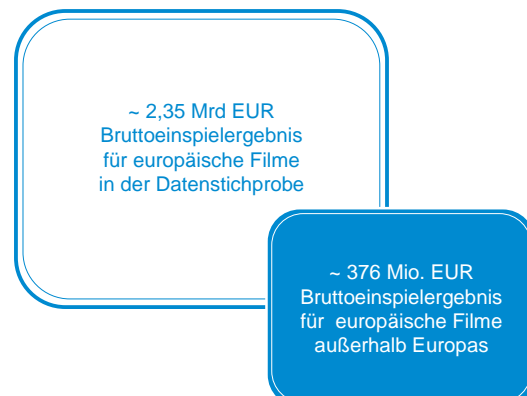 ~ 2,35 Mrd EUR
Bruttoeinspielergebnis
für europäische Filme
in der Datenstichprobe
~ 376 Mio. EUR
Bruttoeinspielergebnis
für  europäische Filme
außerhalb Europas